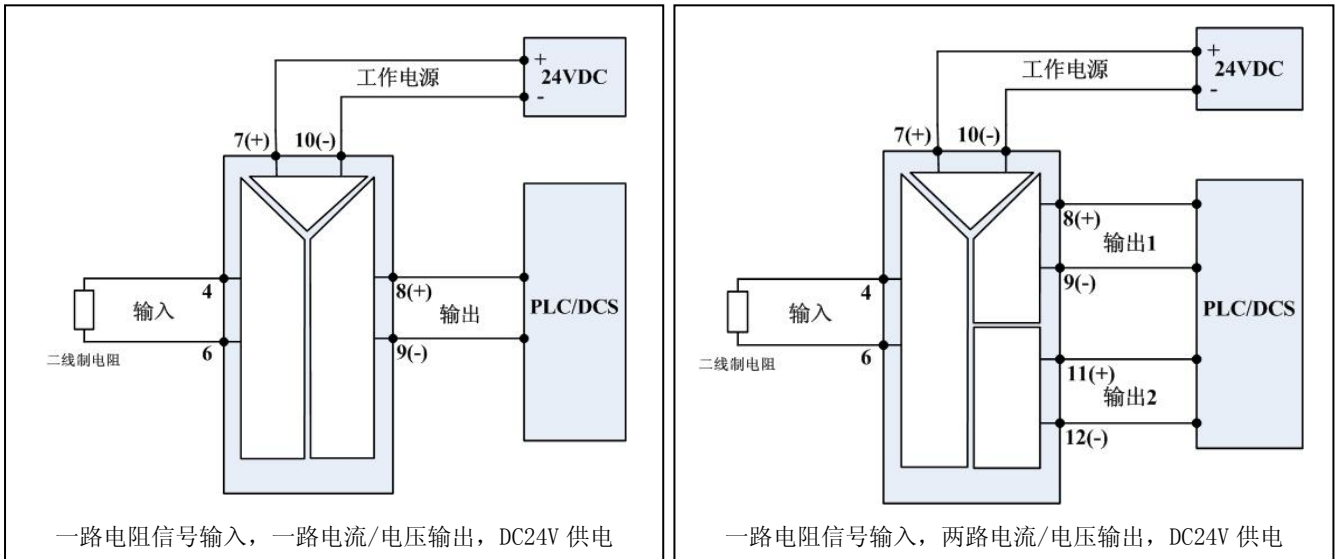 +
24VDC
-
工作电源
7(+) 10(-)
4
输入
6
二线制电阻
8(+)
输出
9(-)
PLC/DCS
一路电阻信号输入，一路电流/电压输出，DC24V 供电
+
24VDC
-
工作电源
7(+) 10(-)
4
输入
6
二线制电阻
8(+)
输出1
9(-)
PLC/DCS
11(+)
输出2
12(-)
一路电阻信号输入，两路电流/电压输出，DC24V 供电